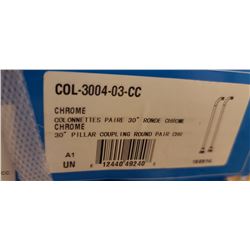 COL-3004-03-CC
CHROME
COLONNETTES PAIRE 30" RONDE CHROME
CHROME
30" PILLAR COUPLING ROUND PAIR CHR
A1
UN
12440 49240
CC